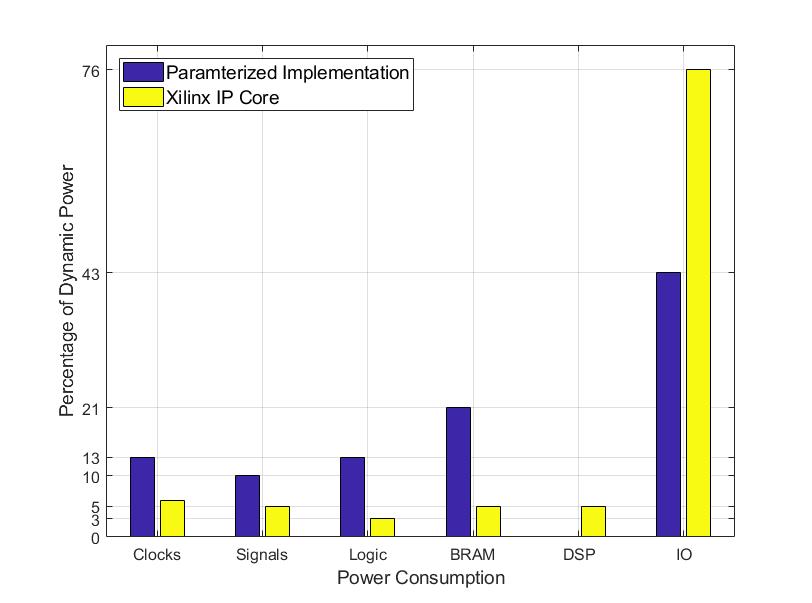 Paramterized Implementation
Xilinx IP Core
Percentage of Dynamic Power
76
43
21
13
10
5
3
0
Clocks Signals Logic BRAM DSP IO
Power Consumption